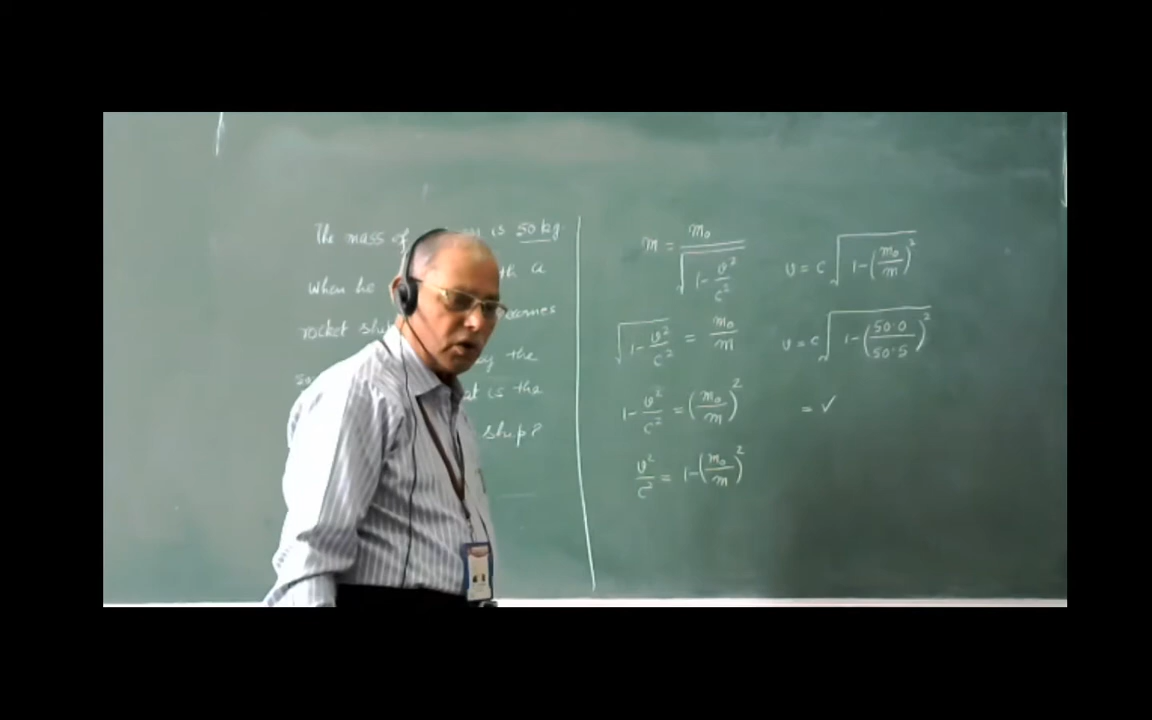 The mass of is 50 kg.
When he a
rocket ship
the
is the
ship?
m = m₀ / √(1 - v²/c²)
√(1 - v²/c²) = m₀/m
1 - v²/c² = (m₀/m)²
v²/c² = 1 - (m₀/m)²
v = c √(1 - (m₀/m)²)
v = c √(1 - (50.0/50.5)²)
= ✓